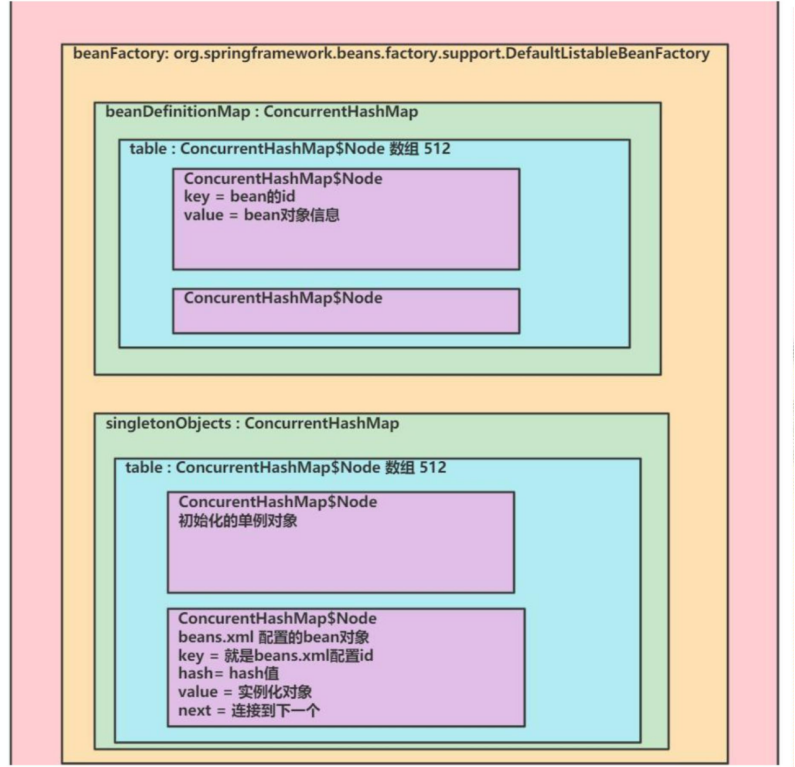 beanFactory: org.springframework.beans.factory.support.DefaultListableBeanFactory
beanDefinitionMap : ConcurrentHashMap
table : ConcurrentHashMap$Node 数组 512
ConcurentHashMap$Node
key = bean的id
value = bean对象信息
ConcurentHashMap$Node
singletonObjects : ConcurrentHashMap
table : ConcurrentHashMap$Node 数组 512
ConcurentHashMap$Node
初始化的单例对象
ConcurentHashMap$Node
beans.xml 配置的bean对象
key = 就是beans.xml配置id
hash= hash值
value = 实例化对象
next = 连接到下一个